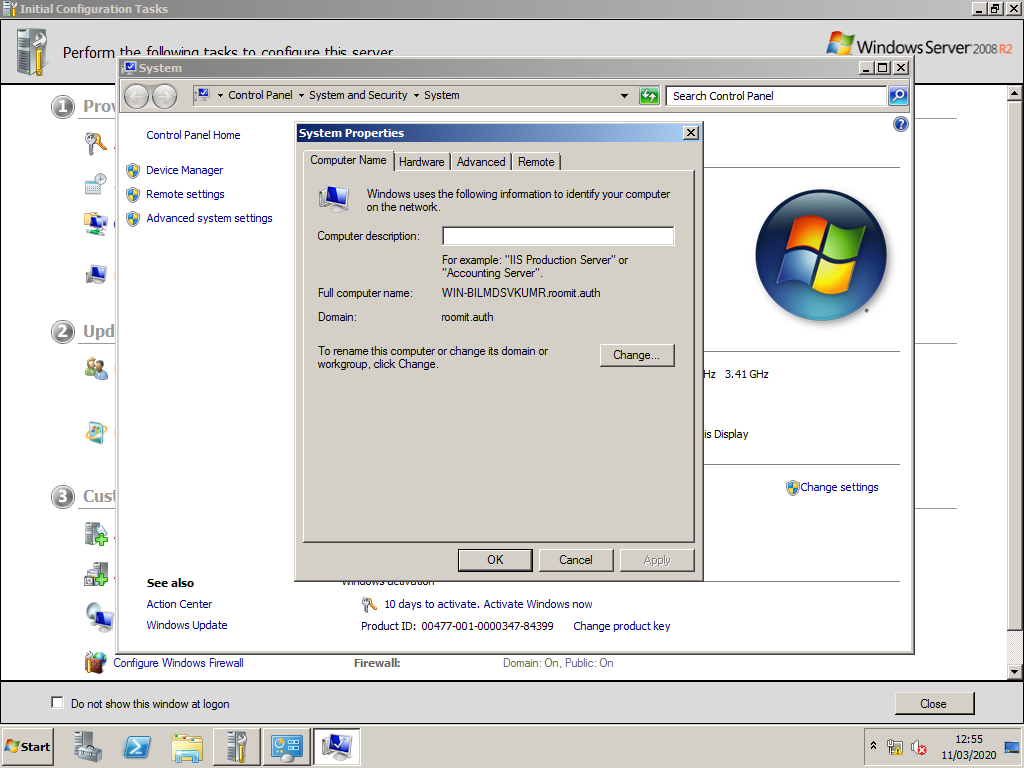 Initial Configuration Tasks
Perform the following tasks to configure this server
Windows Server 2008 R2
System
Control Panel
System and Security
System
Search Control Panel
1
Control Panel Home
Device Manager
Remote settings
Advanced system settings
System Properties
Computer Name
Hardware
Advanced
Remote
Windows uses the following information to identify your computer
on the network.
Computer description:
For example: "IIS Production Server" or
"Accounting Server".
Full computer name:
WIN-BILMDSVKUMR.roomit.auth
Domain:
roomit.auth
To rename this computer or change its domain or
workgroup, click Change.
Change...
2
Upd
3.41 GHz
is Display
3
Cust
Change settings
OK
Cancel
Apply
See also
Windows activation
Action Center
10 days to activate. Activate Windows now
Windows Update
Product ID: 00477-001-0000347-84399
Change product key
Configure Windows Firewall
Firewall:
Domain: On, Public: On
Do not show this window at logon
Close
Start
12:55
11/03/2020